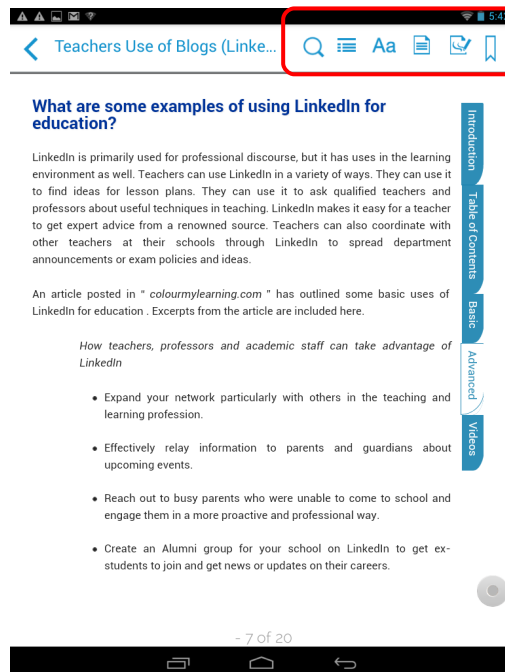 5:43
Teachers Use of Blogs (Linke...
Aa
What are some examples of using LinkedIn for
education?
LinkedIn is primarily used for professional discourse, but it has uses in the learning
environment as well. Teachers can use LinkedIn in a variety of ways. They can use it
to find ideas for lesson plans. They can use it to ask qualified teachers and
professors about useful techniques in teaching. LinkedIn makes it easy for a teacher
to get expert advice from a renowned source. Teachers can also coordinate with
other teachers at their schools through LinkedIn to spread department
announcements or exam policies and ideas.
An article posted in “ colourmylearning.com ” has outlined some basic uses of
LinkedIn for education . Excerpts from the article are included here.
How teachers, professors and academic staff can take advantage of
LinkedIn
• Expand your network particularly with others in the teaching and
learning profession.
• Effectively relay information to parents and guardians about
upcoming events.
• Reach out to busy parents who were unable to come to school and
engage them in a more proactive and professional way.
• Create an Alumni group for your school on LinkedIn to get ex-
students to join and get news or updates on their careers.
Introduction
Table of Contents
Basic
Advanced
Videos
- 7 of 20